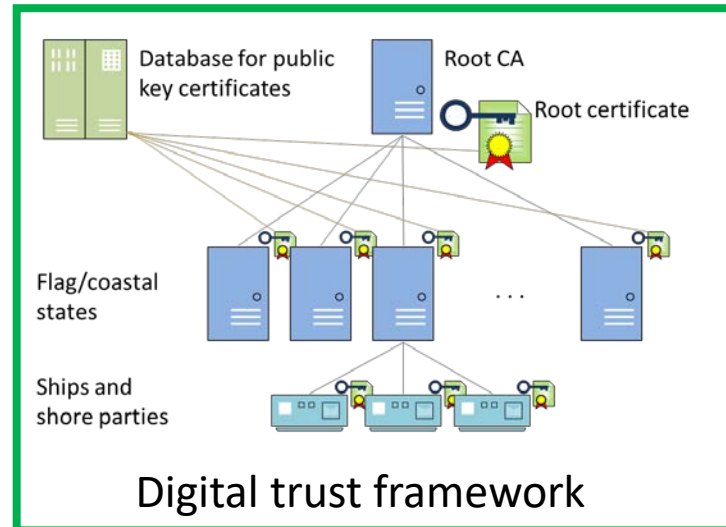 Database for public
key certificates
Root CA
Root certificate
Flag/coastal
states
. . .
Ships and
shore parties
Digital trust framework